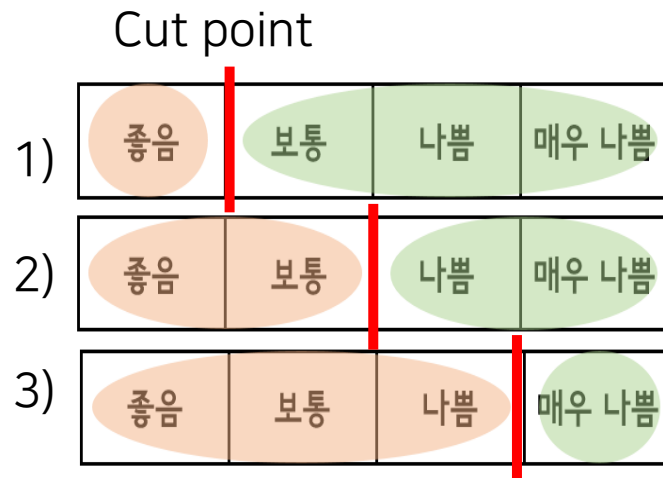 Cut point
1) 좋음 보통 나쁨 매우 나쁨
2) 좋음 보통 나쁨 매우 나쁨
3) 좋음 보통 나쁨 매우 나쁨